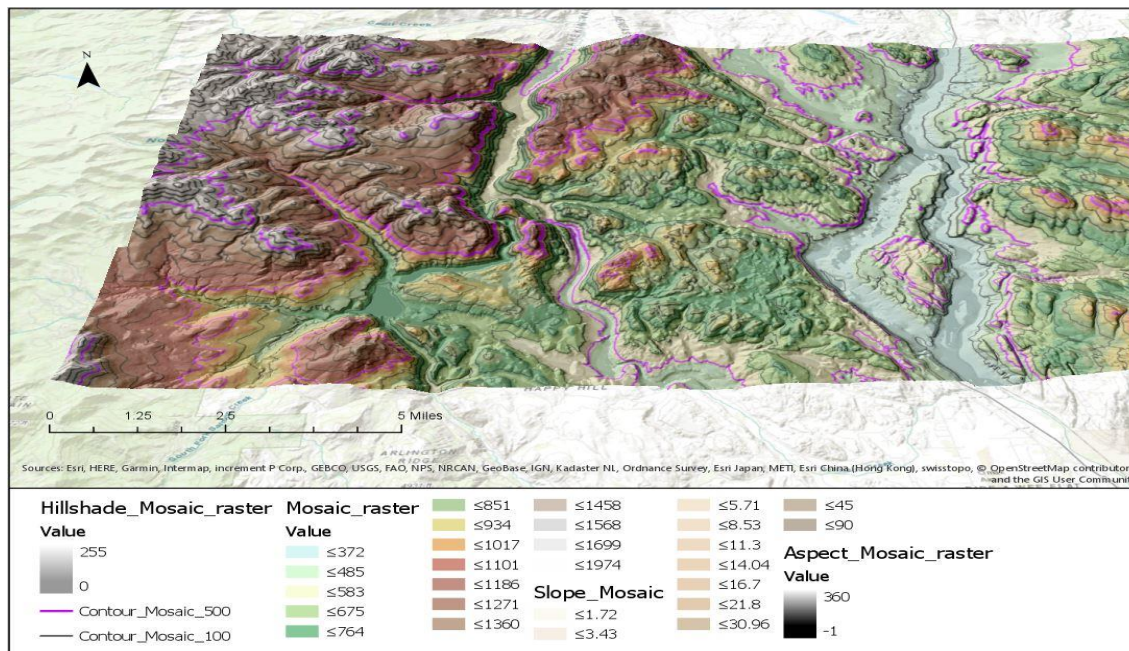 N
HAPPY HILL
0 1.25 2.5 5 Miles
ARLINGTON
RIDGE
Sources: Esri, HERE, Garmin, Intermap, increment P Corp., GEBCO, USGS, FAO, NPS, NRCAN, GeoBase, IGN, Kadaster NL, Ordnance Survey, Esri Japan, METI, Esri China (Hong Kong), swisstopo, © OpenStreetMap contributor
and the GIS User Communit
Hillshade_Mosaic_raster
Value
255
0
Contour_Mosaic_500
Contour_Mosaic_100
Mosaic_raster
Value
≤372
≤485
≤583
≤675
≤764
≤851
≤934
≤1017
≤1101
≤1186
≤1271
≤1360
≤1458
≤1568
≤1699
≤1974
Slope_Mosaic
≤1.72
≤3.43
≤5.71
≤8.53
≤11.3
≤14.04
≤16.7
≤21.8
≤30.96
≤45
≤90
Aspect_Mosaic_raster
Value
360
-1